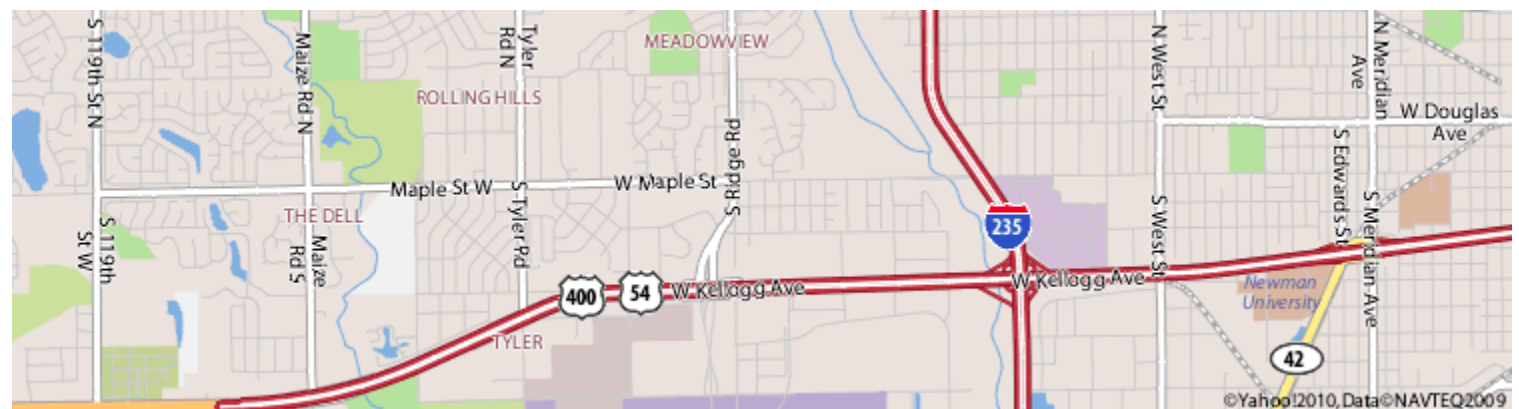 S 119th St N
Maize Rd N
Tyler
Rd N
MEADOWVIEW
S Ridge Rd
N West St
N Meridian
Ave
ROLLING HILLS
W Douglas
Ave
S Edwards St
Maple St W
W Maple St
S Tyler Rd
S West St
S Meridian Ave
THE DELL
S 119th
St W
Maize
Rd S
235
400
54
W Kellogg Ave
W Kellogg Ave
Newman
University
TYLER
42
©Yahoo!2010, Data©NAVTEQ2009